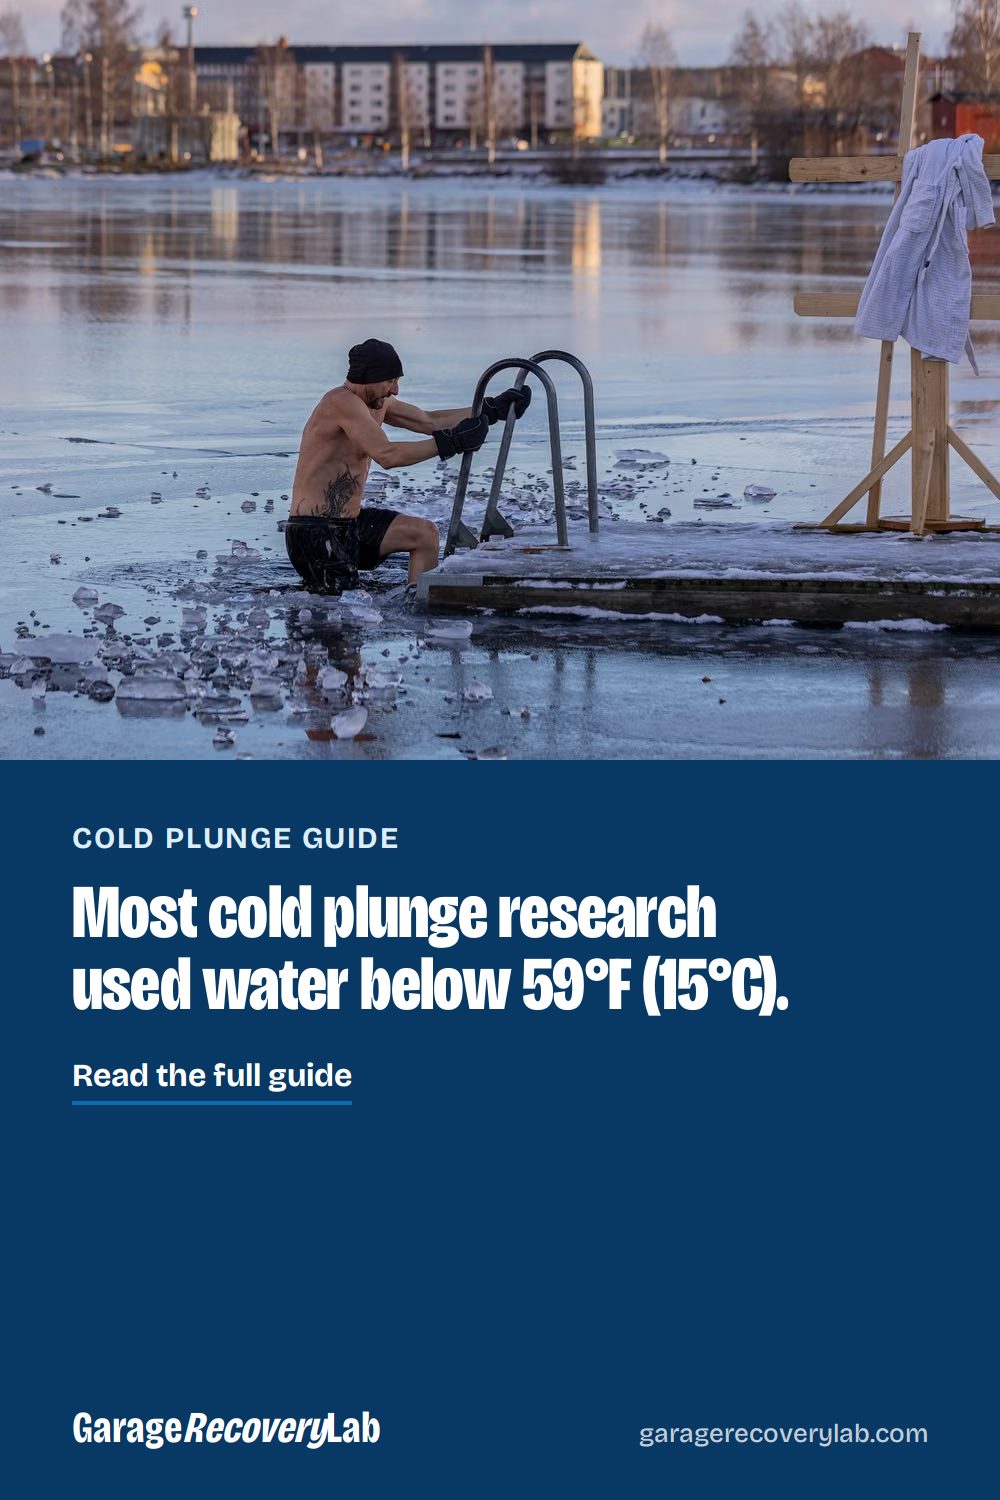 COLD PLUNGE GUIDE
Most cold plunge research
used water below 59°F (15°C).
Read the full guide
GarageRecoveryLab
garagerecoverylab.com